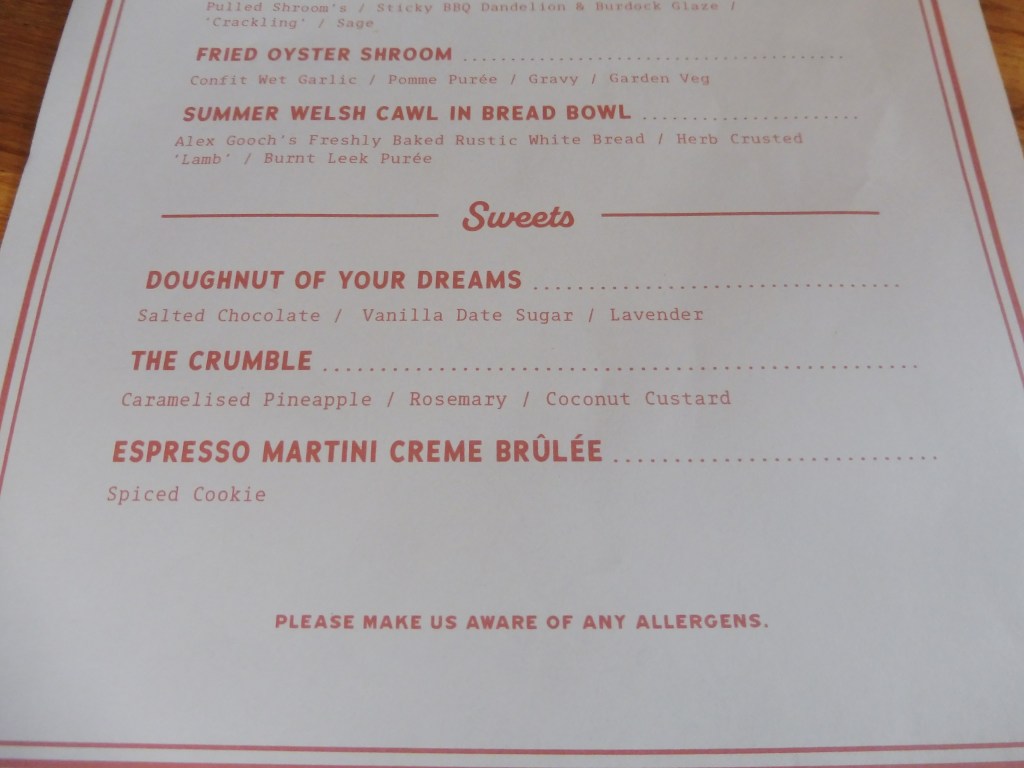 Pulled Shroom's / Sticky BBQ Dandelion & Burdock Glaze /
'Crackling' / Sage
FRIED OYSTER SHROOM ........................................
Confit Wet Garlic / Pomme Purée / Gravy / Garden Veg
SUMMER WELSH CAWL IN BREAD BOWL .......................
Alex Gooch's Freshly Baked Rustic White Bread / Herb Crusted
'Lamb' / Burnt Leek Purée
Sweets
DOUGHNUT OF YOUR DREAMS ...............................
Salted Chocolate / Vanilla Date Sugar / Lavender
THE CRUMBLE ..................................................
Caramelised Pineapple / Rosemary / Coconut Custard
ESPRESSO MARTINI CREME BRÛLÉE ..........................
Spiced Cookie
PLEASE MAKE US AWARE OF ANY ALLERGENS.